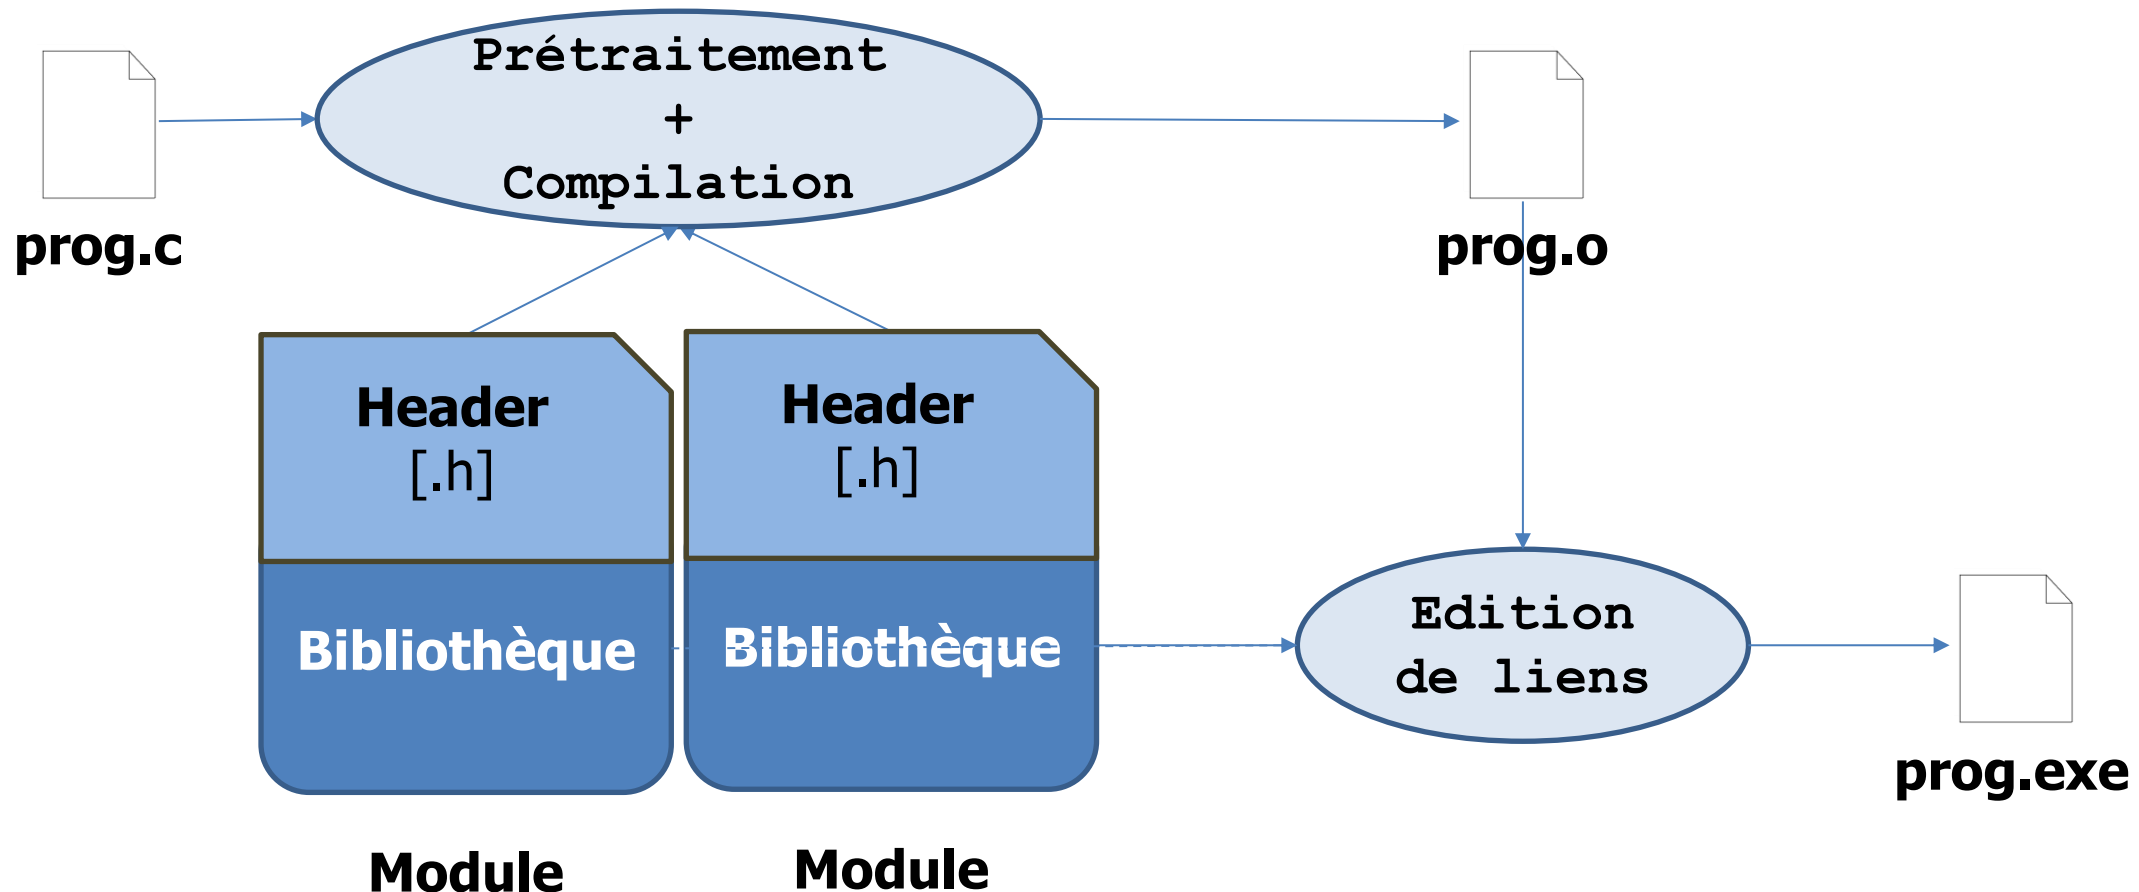 Prétraitement
+
Compilation
prog.c
prog.o
Header
[.h]
Header
[.h]
Bibliothèque
Bibliothèque
Edition
de liens
prog.exe
Module
Module